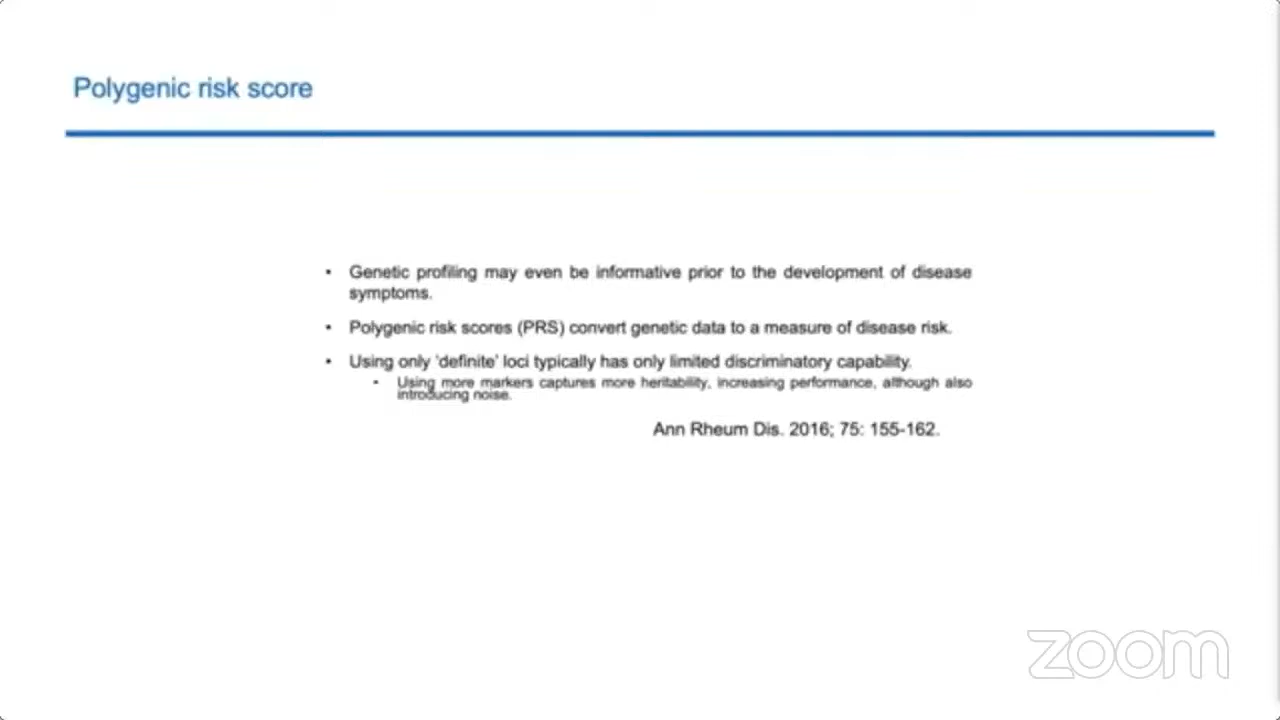 Polygenic risk score
• Genetic profiling may even be informative prior to the development of disease
symptoms.
• Polygenic risk scores (PRS) convert genetic data to a measure of disease risk.
• Using only 'definite' loci typically has only limited discriminatory capability.
• Using more markers captures more heritability, increasing performance, although also
introducing noise.
Ann Rheum Dis. 2016; 75: 155-162.
zoom